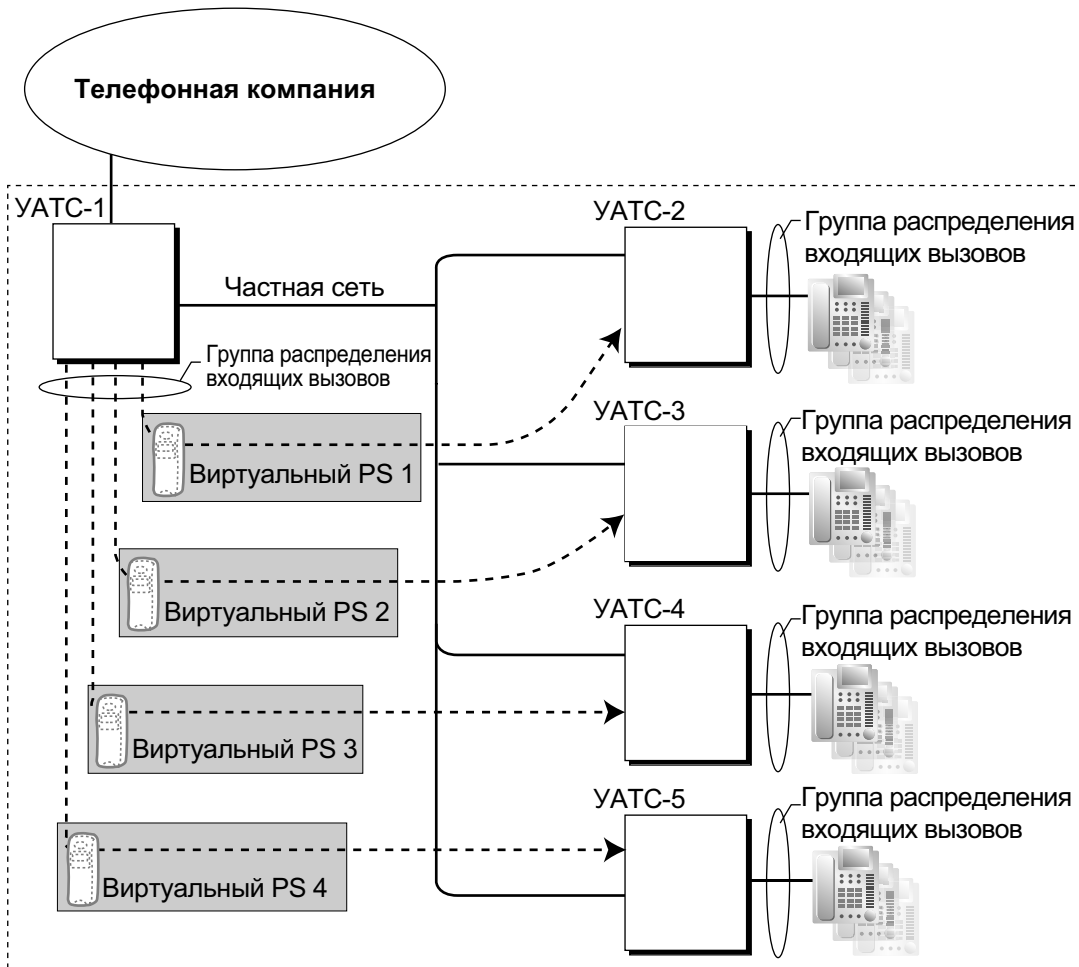 Телефонная компания
УАТС-1
УАТС-2
Группа распределения
входящих вызовов
Частная сеть
Группа распределения
входящих вызовов
УАТС-3
Группа распределения
входящих вызовов
Виртуальный PS 1
Виртуальный PS 2
УАТС-4
Группа распределения
входящих вызовов
Виртуальный PS 3
УАТС-5
Группа распределения
входящих вызовов
Виртуальный PS 4